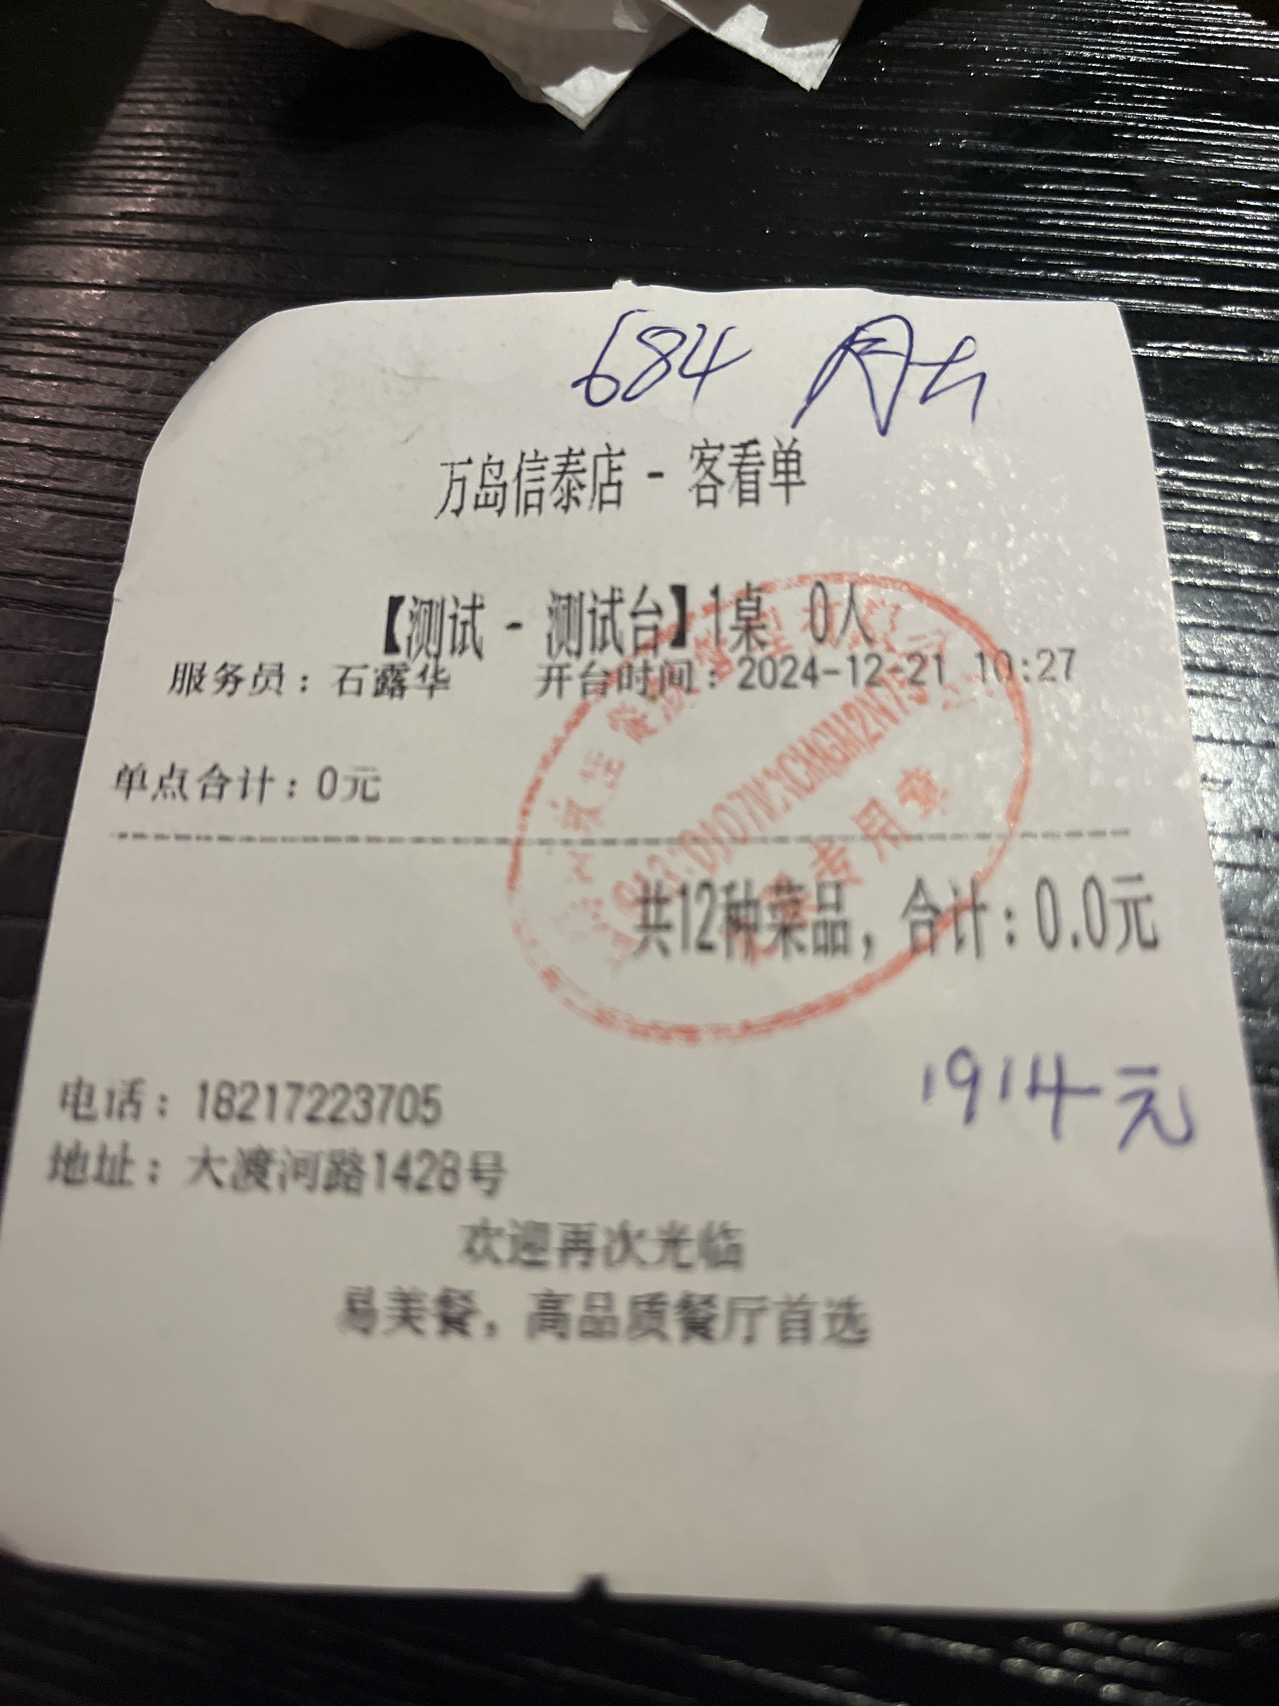 684
万岛信泰店 - 客看单
【测试 - 测试台】1桌 0人
服务员：石露华 开台时间：2024-12-21 10:27
单点合计：0元
共12种菜品，合计：0.0元
专用章
1914元
电话：18217223705
地址：大渡河路1428号
欢迎再次光临
易美餐，高品质餐厅首选